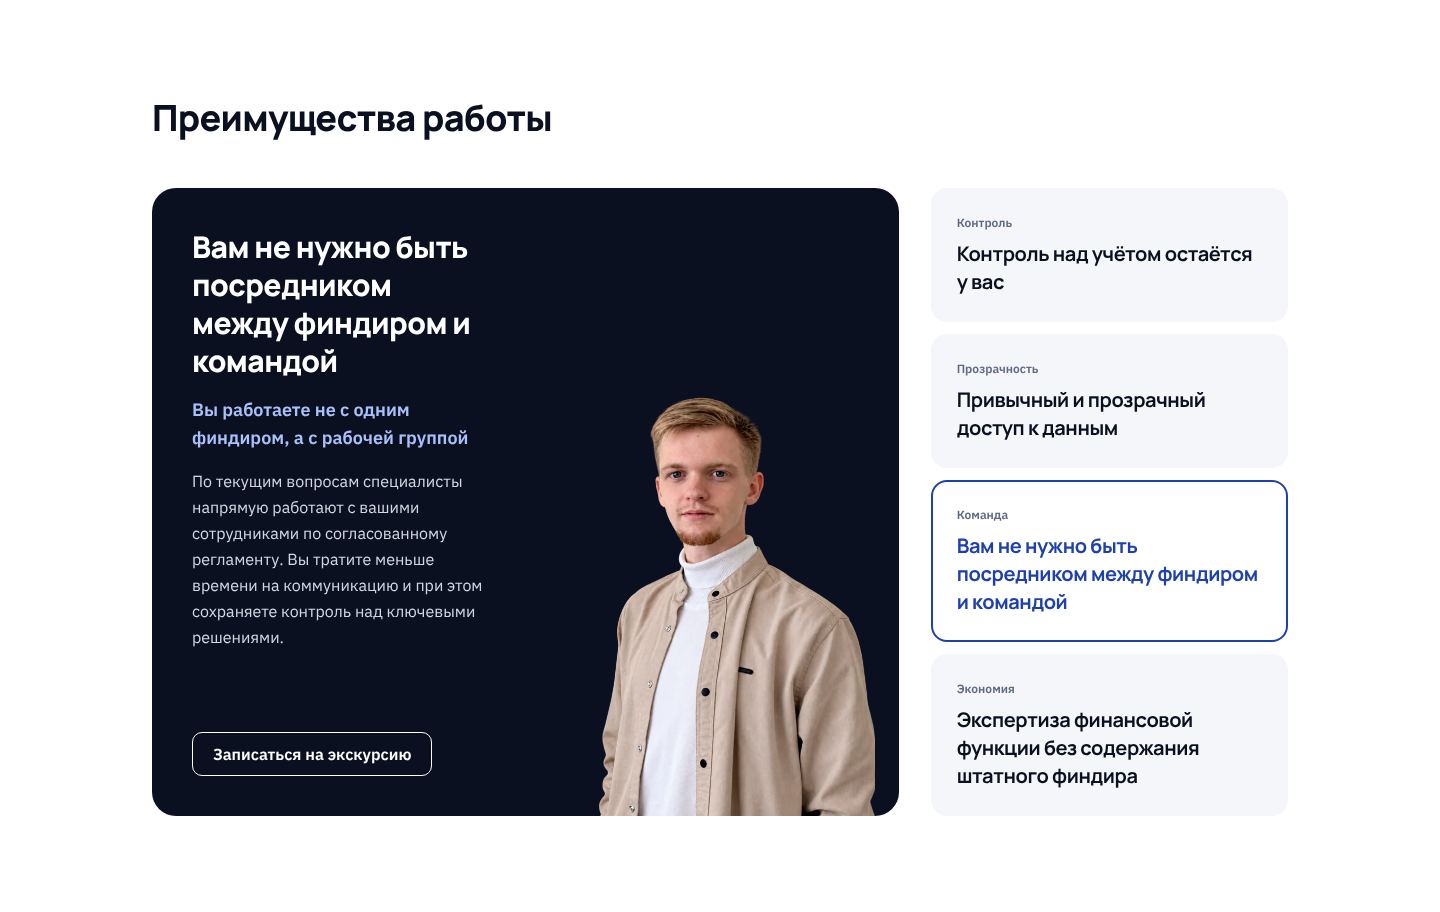 Преимущества работы
Вам не нужно быть
посредником
между финдиром и
командой
Вы работаете не с одним
финдиром, а с рабочей группой
По текущим вопросам специалисты
напрямую работают с вашими
сотрудниками по согласованному
регламенту. Вы тратите меньше
времени на коммуникацию и при этом
сохраняете контроль над ключевыми
решениями.
Записаться на экскурсию
Контроль
Контроль над учётом остаётся
у вас
Прозрачность
Привычный и прозрачный
доступ к данным
Команда
Вам не нужно быть
посредником между финдиром
и командой
Экономия
Экспертиза финансовой
функции без содержания
штатного финдира